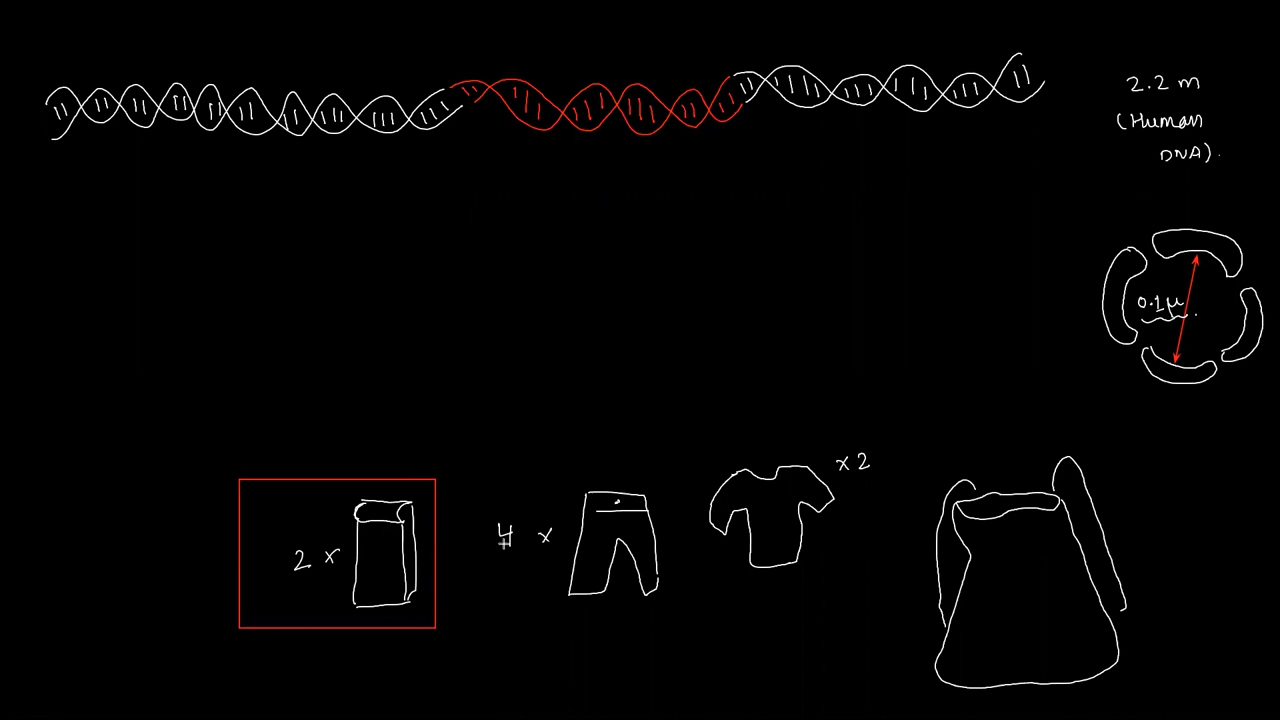 2.2 m
(Human
DNA).
0.1μ
x 2
4 x
2 x